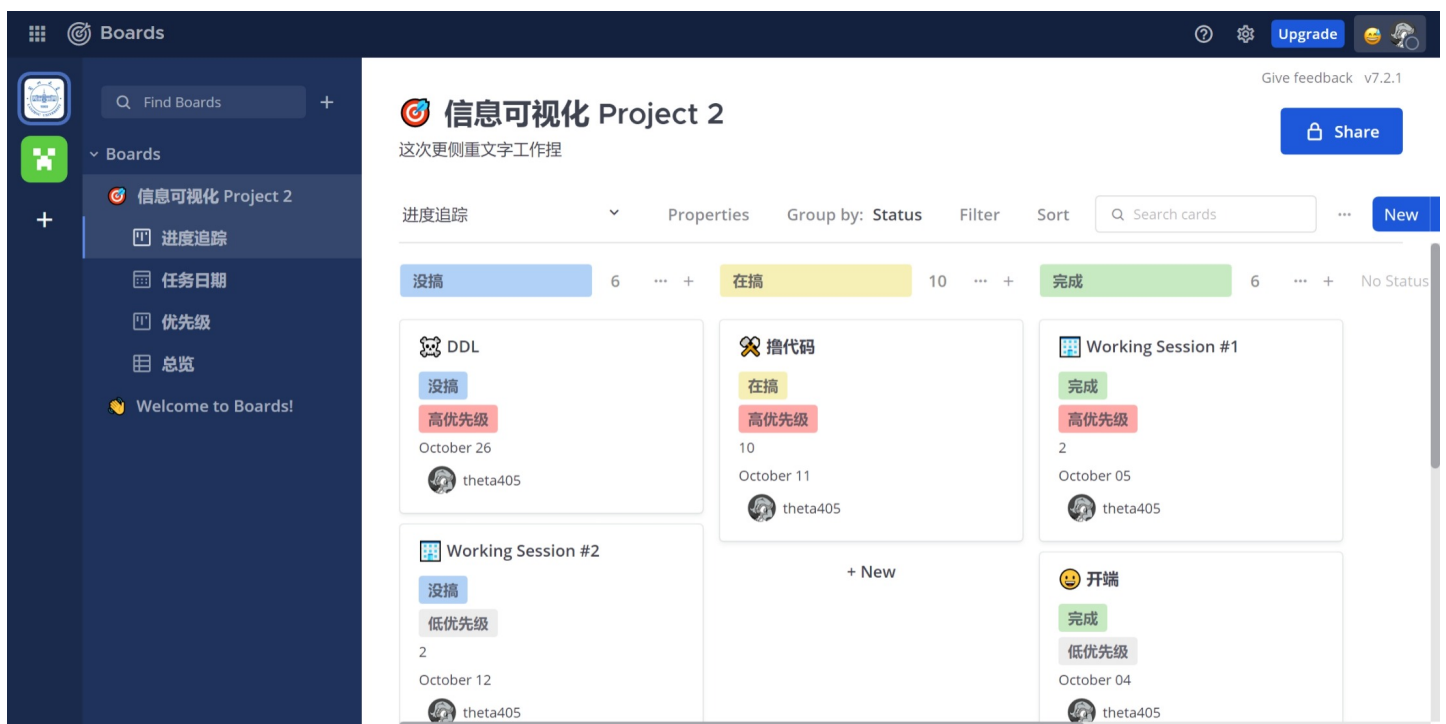 Boards
Upgrade
Find Boards
Boards
信息可视化 Project 2
进度追踪
任务日期
优先级
总览
Welcome to Boards!
Give feedback v7.2.1
信息可视化 Project 2
Share
这次更侧重文字工作捏
进度追踪 Properties Group by: Status Filter Sort Search cards New
没搞 6
在搞 10
完成 6
No Status
DDL
没搞
高优先级
October 26
theta405
Working Session #2
没搞
低优先级
2
October 12
theta405
撸代码
在搞
高优先级
10
October 11
theta405
+ New
Working Session #1
完成
高优先级
2
October 05
theta405
开端
完成
低优先级
October 04
theta405